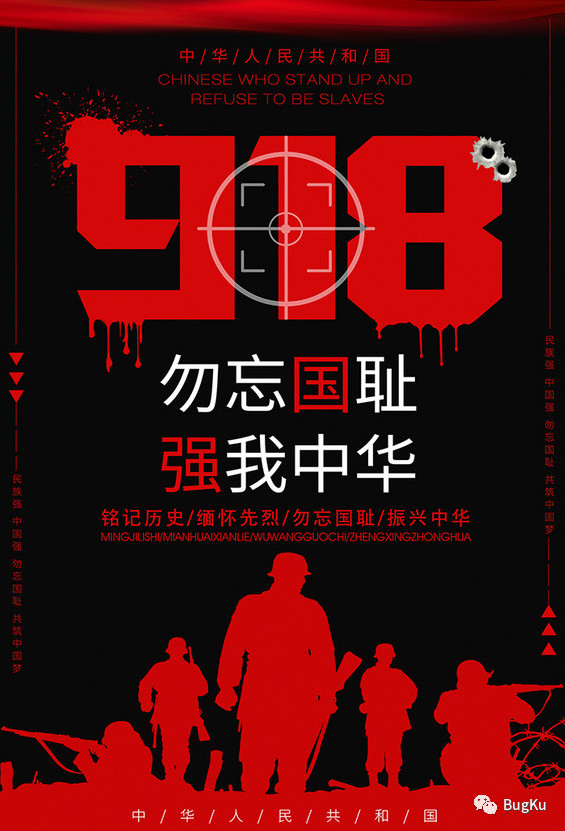 中/华/人/民/共/和/国
CHINESE WHO STAND UP AND
REFUSE TO BE SLAVES
918
勿忘国耻
强我中华
铭记历史/缅怀先烈/勿忘国耻/振兴中华
MINGJILISHI/MIANHUAIXIANLIE/WUWANGGUOCHI/ZHENGXINGZHONGHUA
民族强 中国强 勿忘国耻 共筑中国梦
民族强 中国强 勿忘国耻 共筑中国梦
中/华/人/民/共/和/国
BugKu